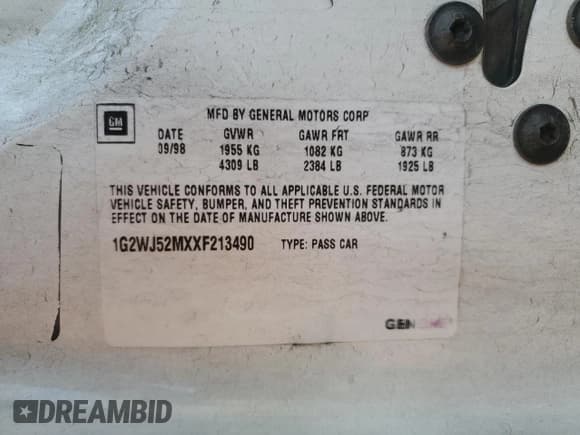 GM
MFD BY GENERAL MOTORS CORP
DATE GVWR GAWR FRT GAWR RR
09/98 1955 KG 1082 KG 873 KG
4309 LB 2384 LB 1925 LB
THIS VEHICLE CONFORMS TO ALL APPLICABLE U.S. FEDERAL MOTOR
VEHICLE SAFETY, BUMPER, AND THEFT PREVENTION STANDARDS IN
EFFECT ON THE DATE OF MANUFACTURE SHOWN ABOVE.
1G2WJ52MXXF213490 TYPE: PASS CAR
GEN
DREAMBID